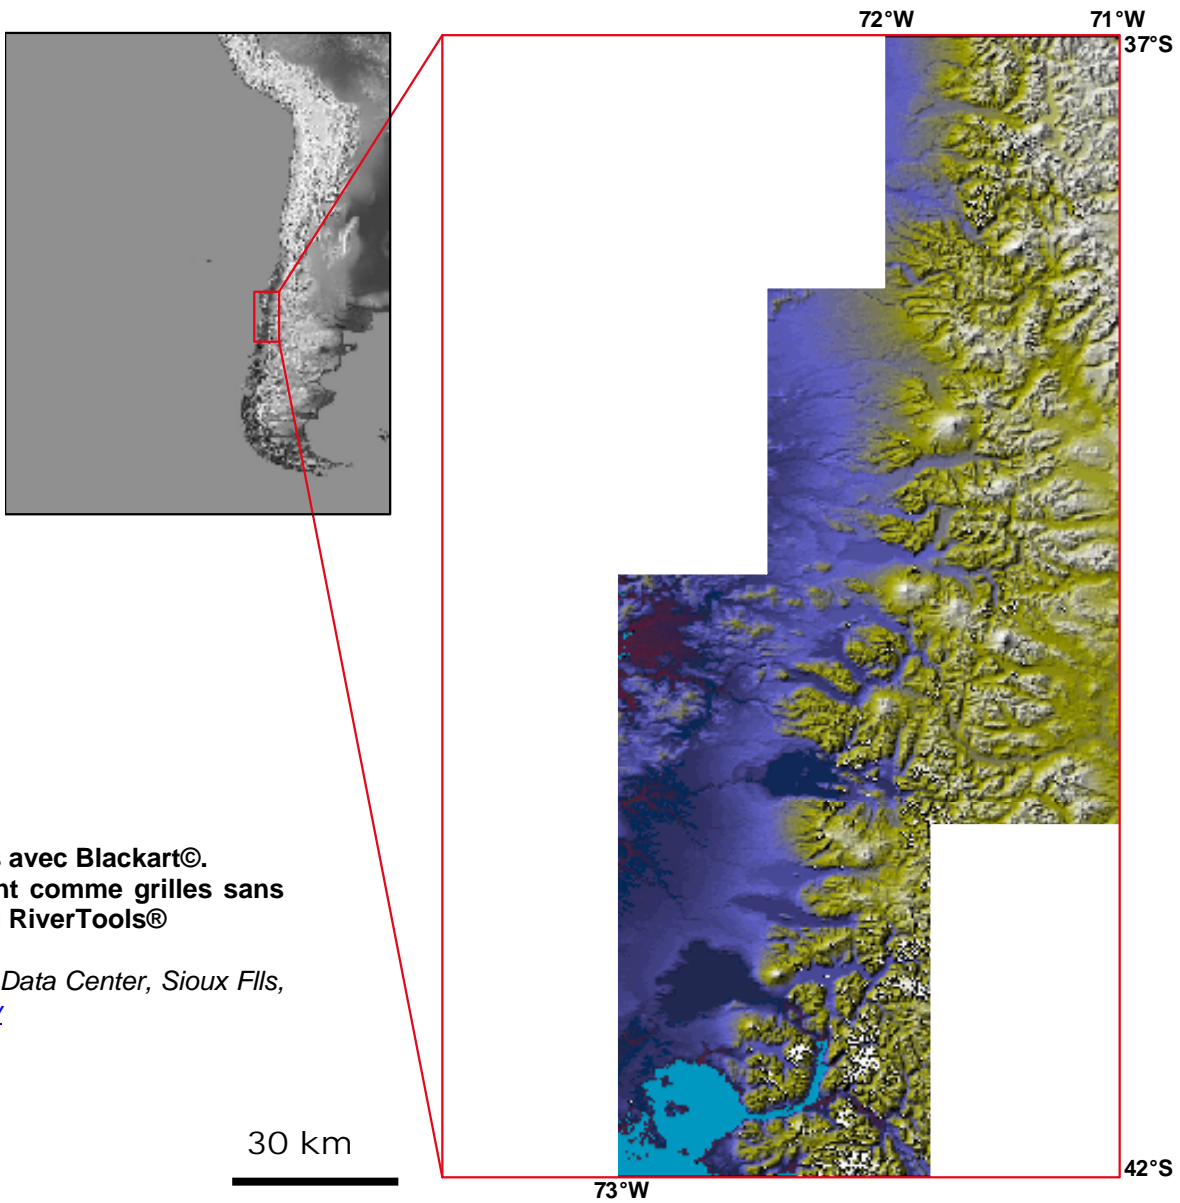 72°W 71°W
37°S
s avec Blackart©.
nt comme grilles sans
RiverTools®
Data Center, Sioux Flls,
30 km
42°S
73°W